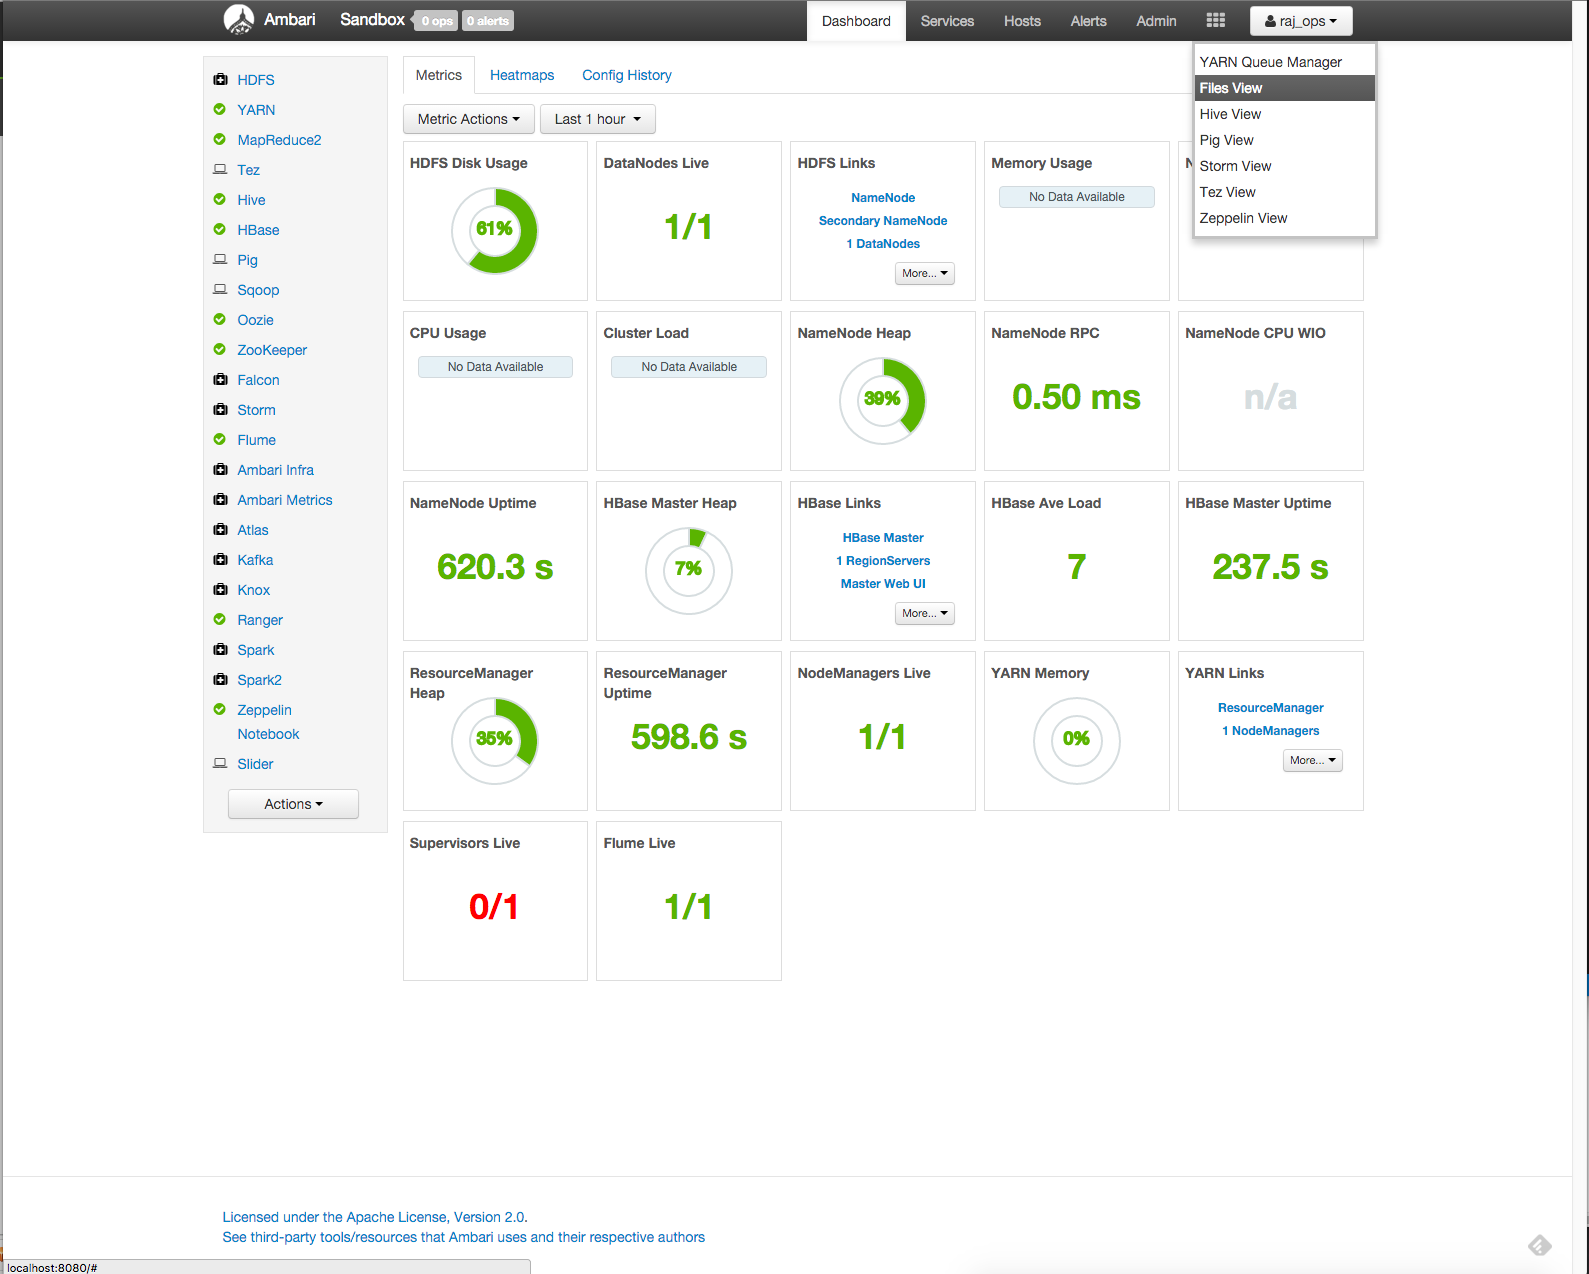 Ambari
Sandbox
0 ops
0 alerts
Dashboard
Services
Hosts
Alerts
Admin
raj_ops
YARN Queue Manager
Files View
Hive View
Pig View
Storm View
Tez View
Zeppelin View
HDFS
YARN
MapReduce2
Tez
Hive
HBase
Pig
Sqoop
Oozie
ZooKeeper
Falcon
Storm
Flume
Ambari Infra
Ambari Metrics
Atlas
Kafka
Knox
Ranger
Spark
Spark2
Zeppelin
Notebook
Slider
Actions
Metrics
Heatmaps
Config History
Metric Actions
Last 1 hour
HDFS Disk Usage
61%
DataNodes Live
1/1
HDFS Links
NameNode
Secondary NameNode
1 DataNodes
More...
Memory Usage
No Data Available
CPU Usage
No Data Available
Cluster Load
No Data Available
NameNode Heap
39%
NameNode RPC
0.50 ms
NameNode CPU WIO
n/a
NameNode Uptime
620.3 s
HBase Master Heap
7%
HBase Links
HBase Master
1 RegionServers
Master Web UI
More...
HBase Ave Load
7
HBase Master Uptime
237.5 s
ResourceManager
Heap
35%
ResourceManager
Uptime
598.6 s
NodeManagers Live
1/1
YARN Memory
0%
YARN Links
ResourceManager
1 NodeManagers
More...
Supervisors Live
0/1
Flume Live
1/1
Licensed under the Apache License, Version 2.0.
See third-party tools/resources that Ambari uses and their respective authors
localhost:8080/#